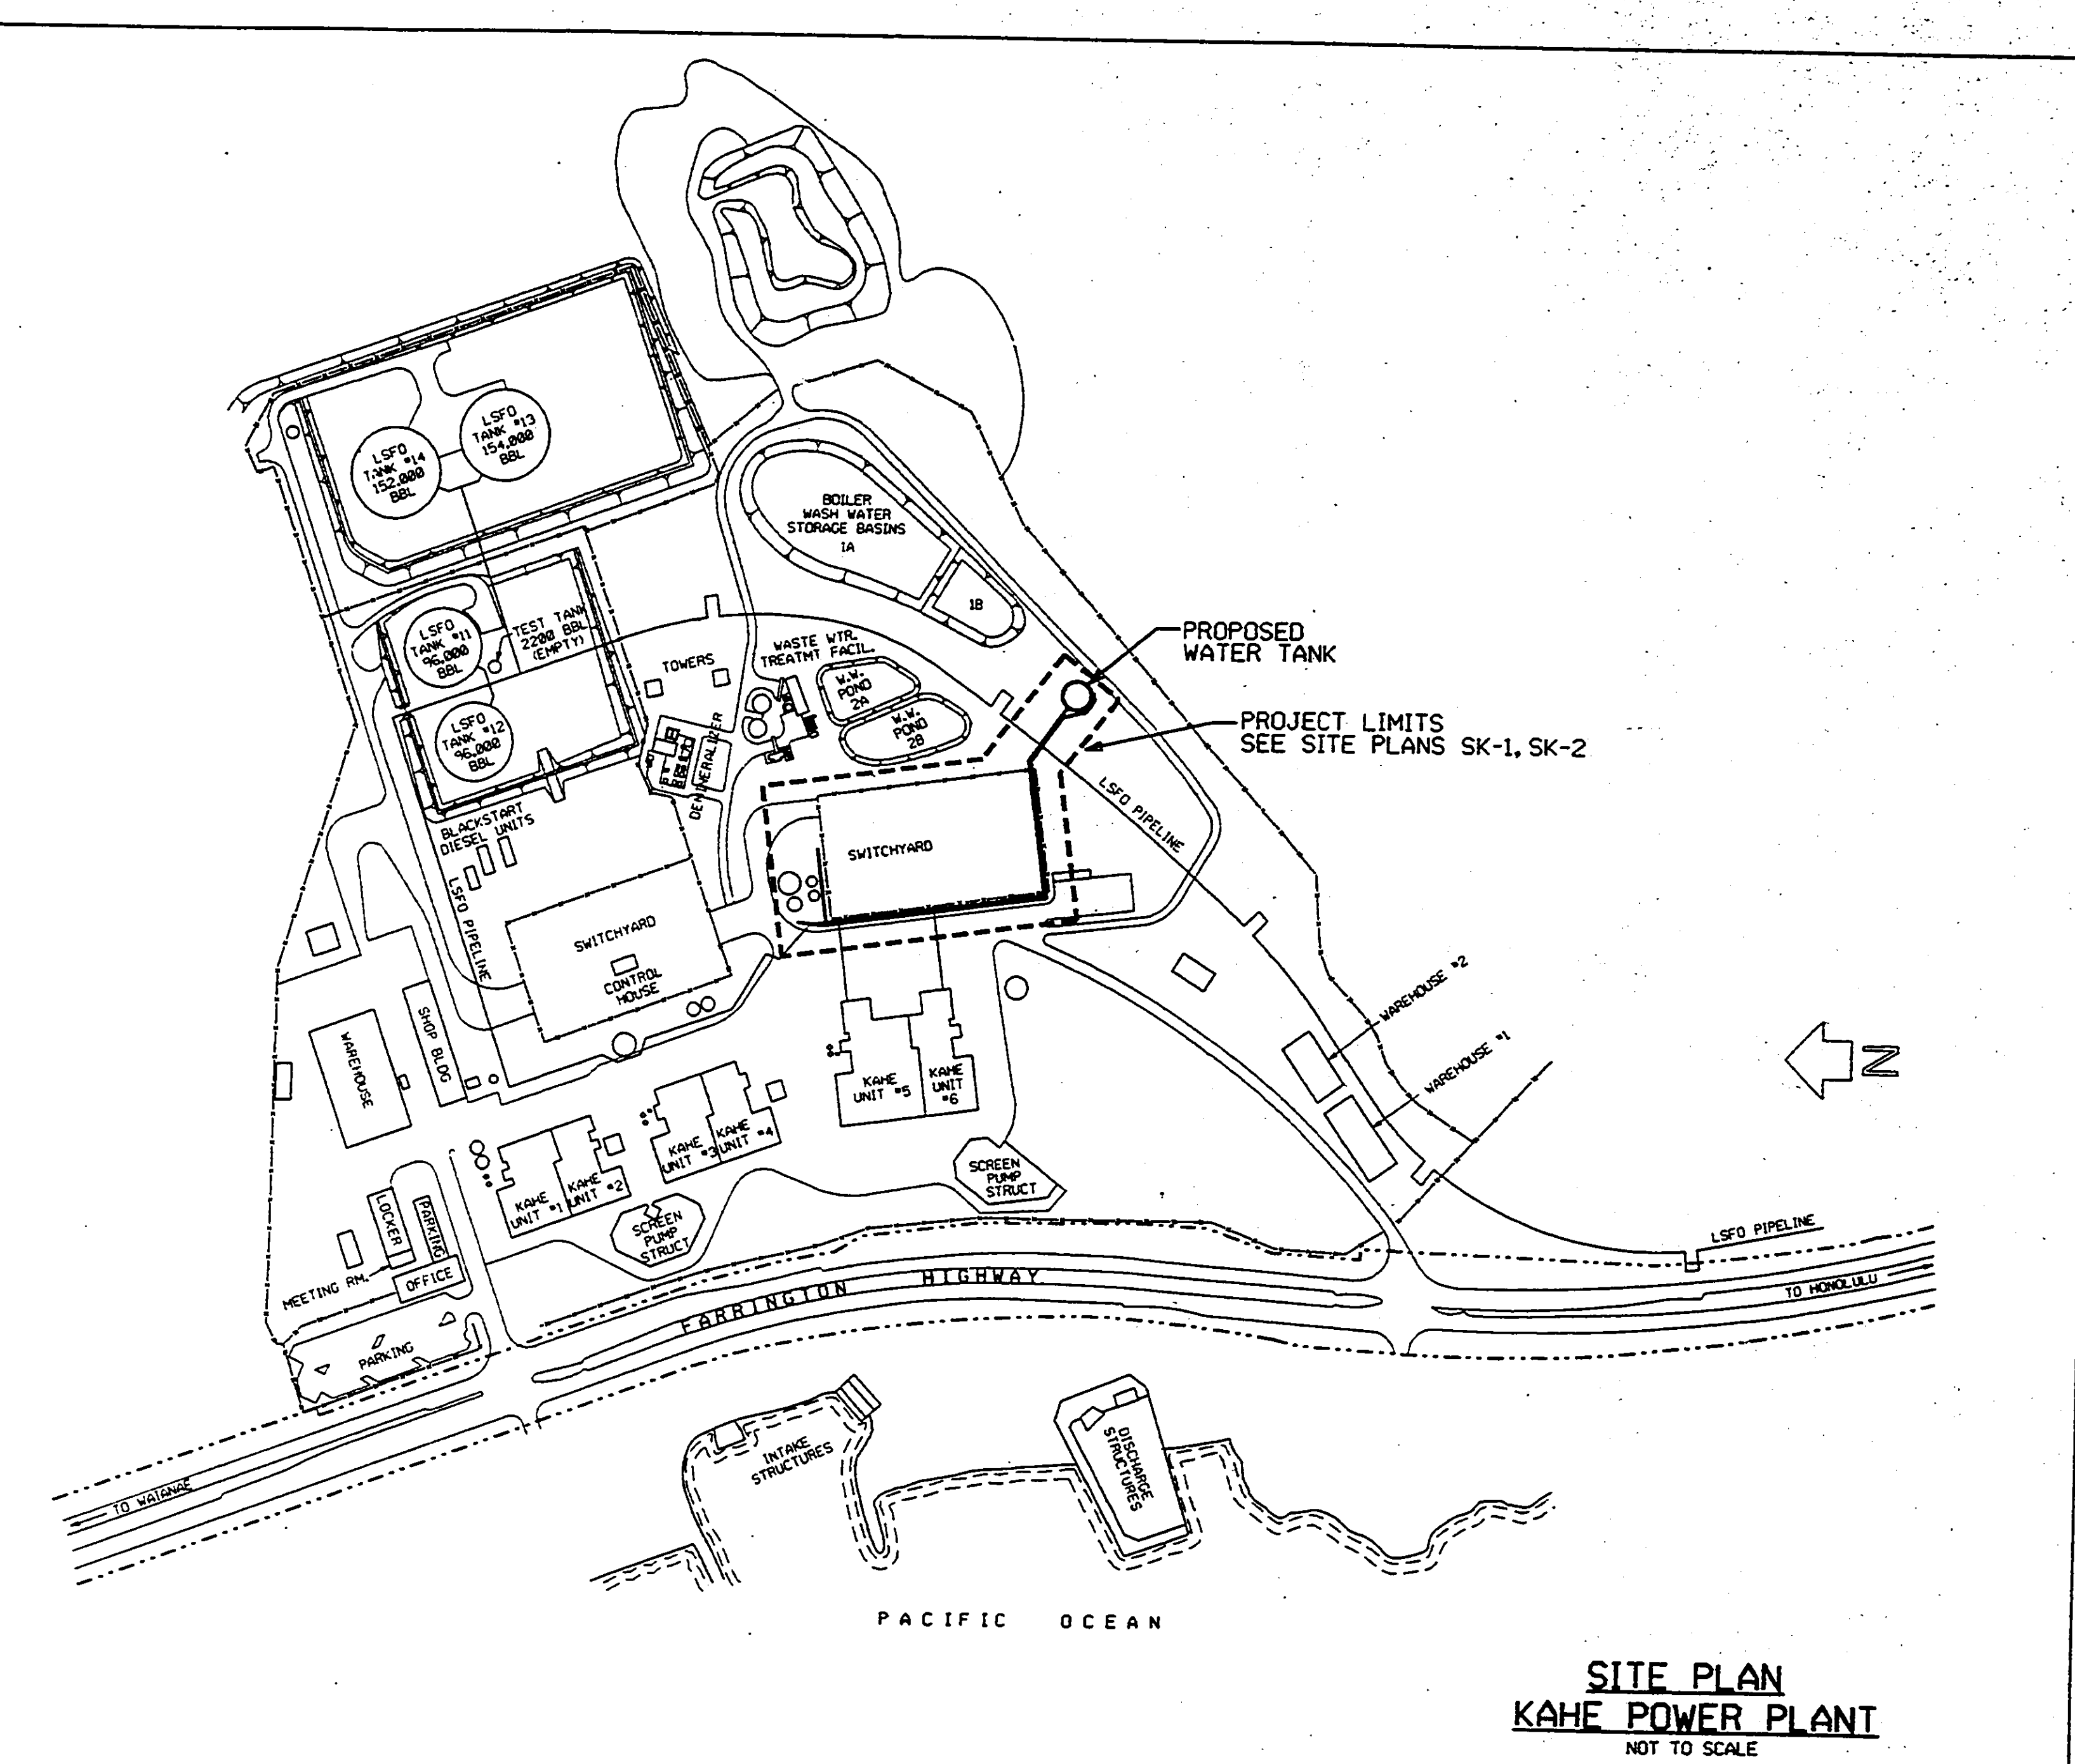 LSFO
TANK #13
154,000
BBL
LSFO
TANK #14
152,000
BBL
BOILER
WASH WATER
STORAGE BASINS
1A
1B
LSFO
TANK #11
96,000
BBL
TEST TANK
2200 BBL
(EMPTY)
LSFO
TANK #12
96,000
BBL
TOWERS
WASTE WTR.
TREATMT FACIL.
W.W.
POND
2A
W.W.
POND
2B
PROPOSED
WATER TANK
PROJECT LIMITS
SEE SITE PLANS SK-1, SK-2
DEMINERALIZER
BLACKSTART
DIESEL UNITS
LSFO PIPELINE
SWITCHYARD
LSFO PIPELINE
SWITCHYARD
CONTROL
HOUSE
WAREHOUSE
SHOP BLDG
WAREHOUSE #2
WAREHOUSE #1
N
KAHE
UNIT #5
KAHE
UNIT
#6
KAHE
UNIT #3
KAHE
UNIT #4
KAHE
UNIT #1
KAHE
UNIT #2
SCREEN
PUMP
STRUCT
SCREEN
PUMP
STRUCT
LOCKER
PARKING
MEETING RM.
OFFICE
PARKING
LSFO PIPELINE
FARRINGTON HIGHWAY
TO HONOLULU
TO WAIANAE
INTAKE
STRUCTURES
DISCHARGE
STRUCTURES
PACIFIC OCEAN
SITE PLAN
KAHE POWER PLANT
NOT TO SCALE